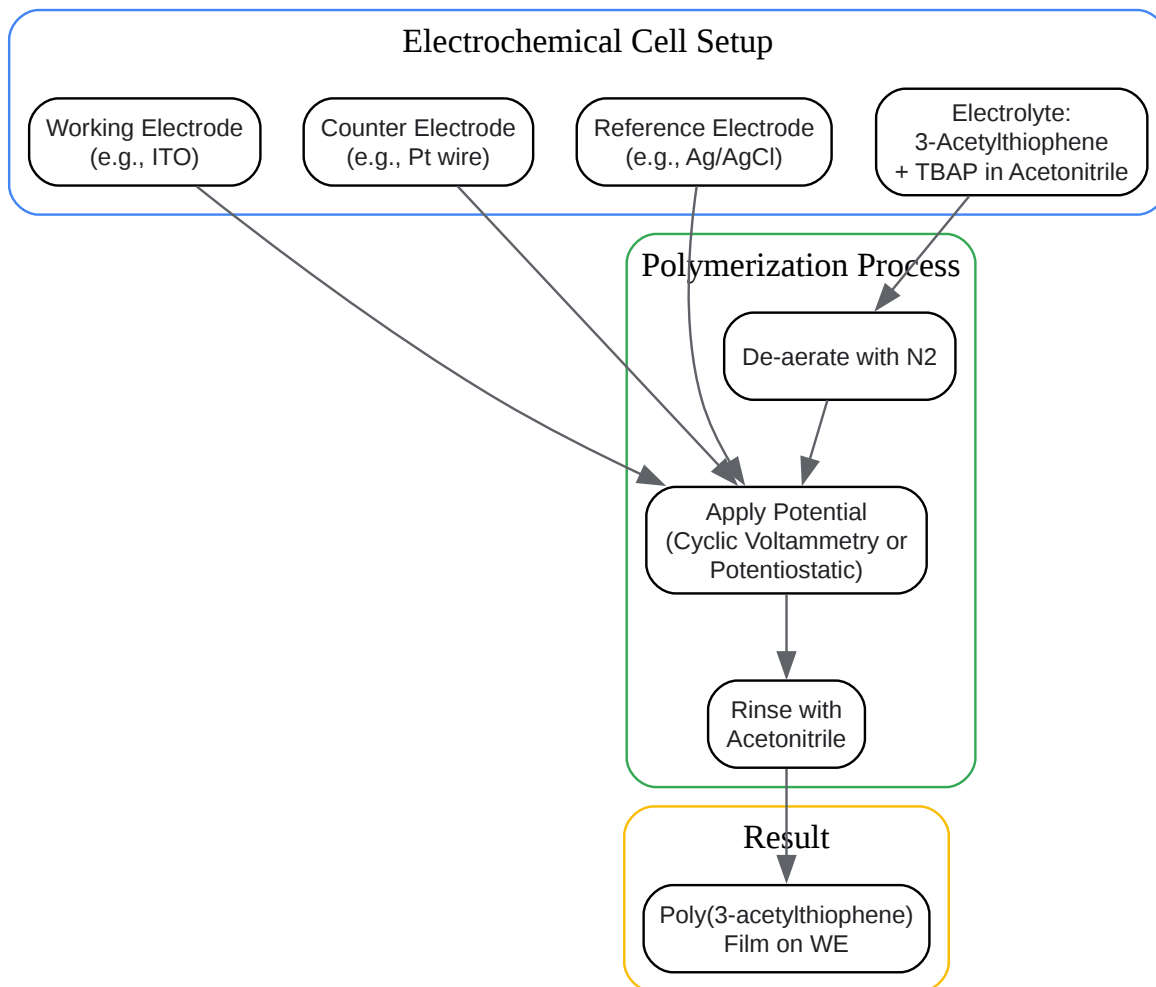 Electrochemical Cell Setup
Working Electrode
(e.g., ITO)
Counter Electrode
(e.g., Pt wire)
Reference Electrode
(e.g., Ag/AgCl)
Electrolyte:
3-Acetylthiophene
+ TBAP in Acetonitrile
Polymerization Process
De-aerate with N2
Apply Potential
(Cyclic Voltammetry or
Potentiostatic)
Rinse with
Acetonitrile
Result
Poly(3-acetylthiophene)
Film on WE